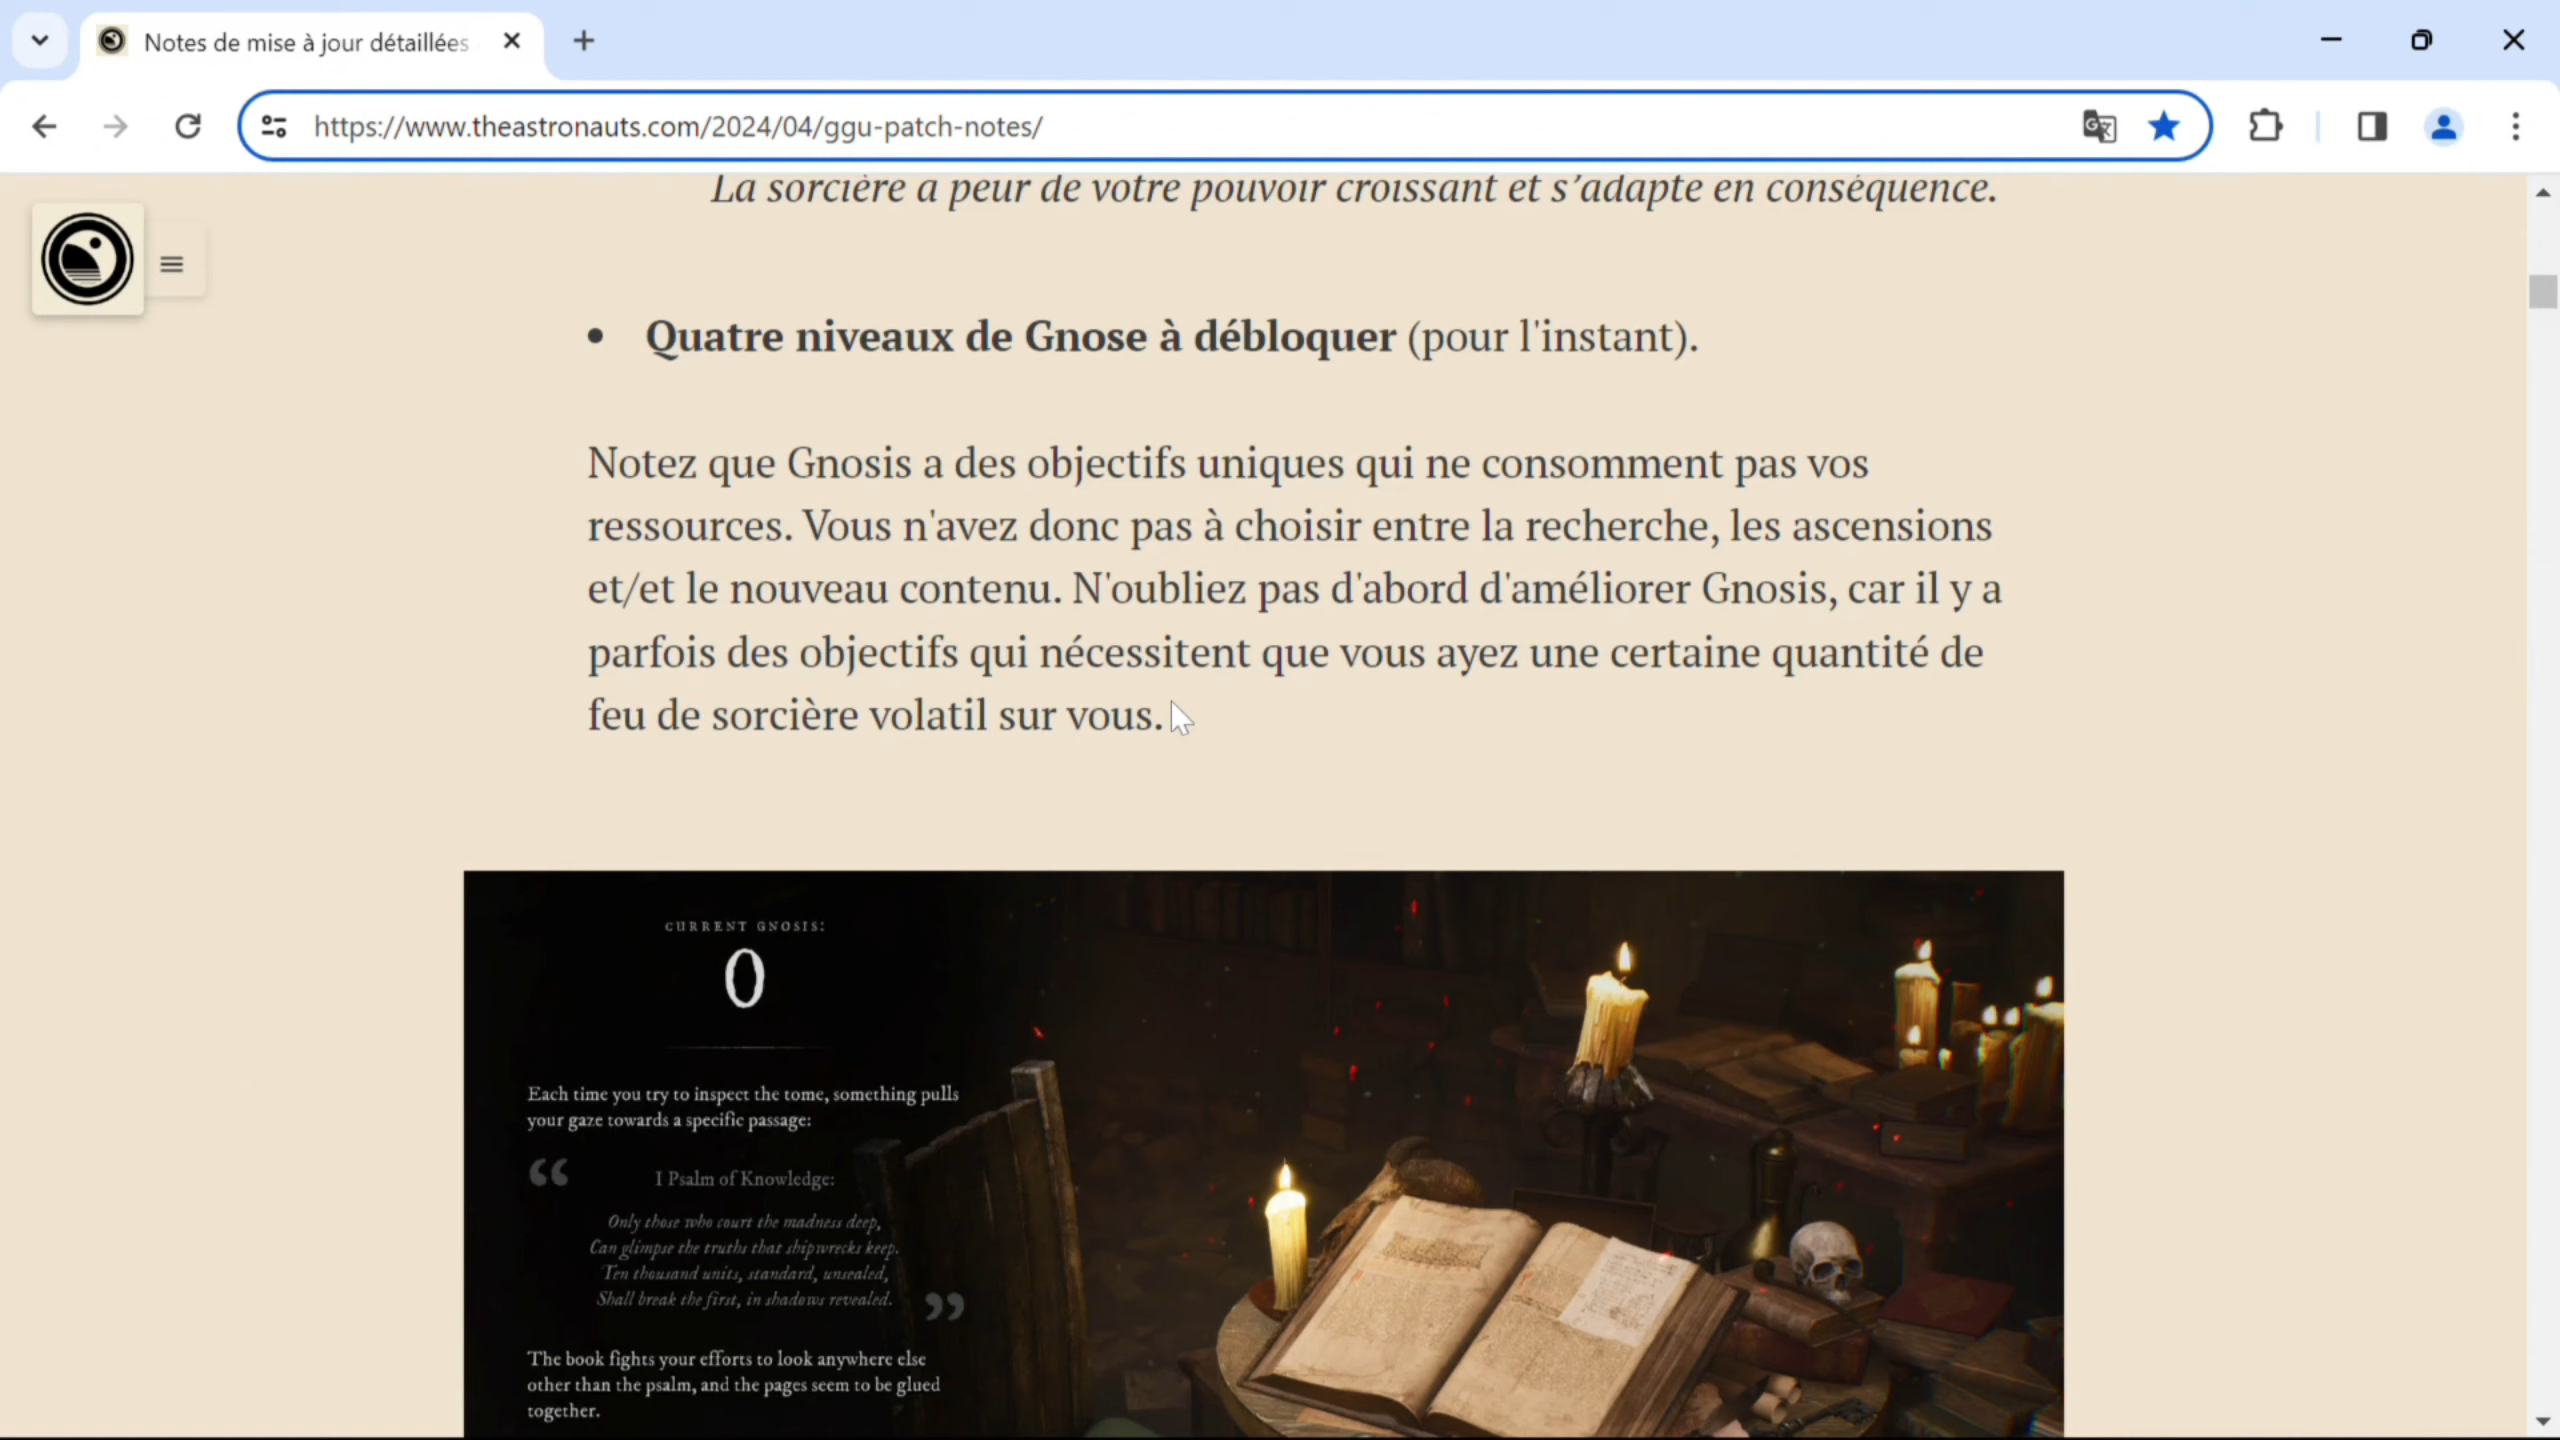 Notes de mise à jour détaillées
https://www.theastronauts.com/2024/04/ggu-patch-notes/
La sorcière a peur de votre pouvoir croissant et s’adapte en conséquence.
• Quatre niveaux de Gnose à débloquer (pour l'instant).
Notez que Gnosis a des objectifs uniques qui ne consomment pas vos
ressources. Vous n'avez donc pas à choisir entre la recherche, les ascensions
et/et le nouveau contenu. N'oubliez pas d'abord d'améliorer Gnosis, car il y a
parfois des objectifs qui nécessitent que vous ayez une certaine quantité de
feu de sorcière volatil sur vous.
CURRENT GNOSIS:
0
Each time you try to inspect the tome, something pulls
your gaze towards a specific passage:
“
I Psalm of Knowledge:
Only those who court the madness deep,
Can glimpse the truths that shipwrecks keep.
Ten thousand units, standard, unsealed,
Shall break the first, in shadows revealed.
”
The book fights your efforts to look anywhere else
other than the psalm, and the pages seem to be glued
together.